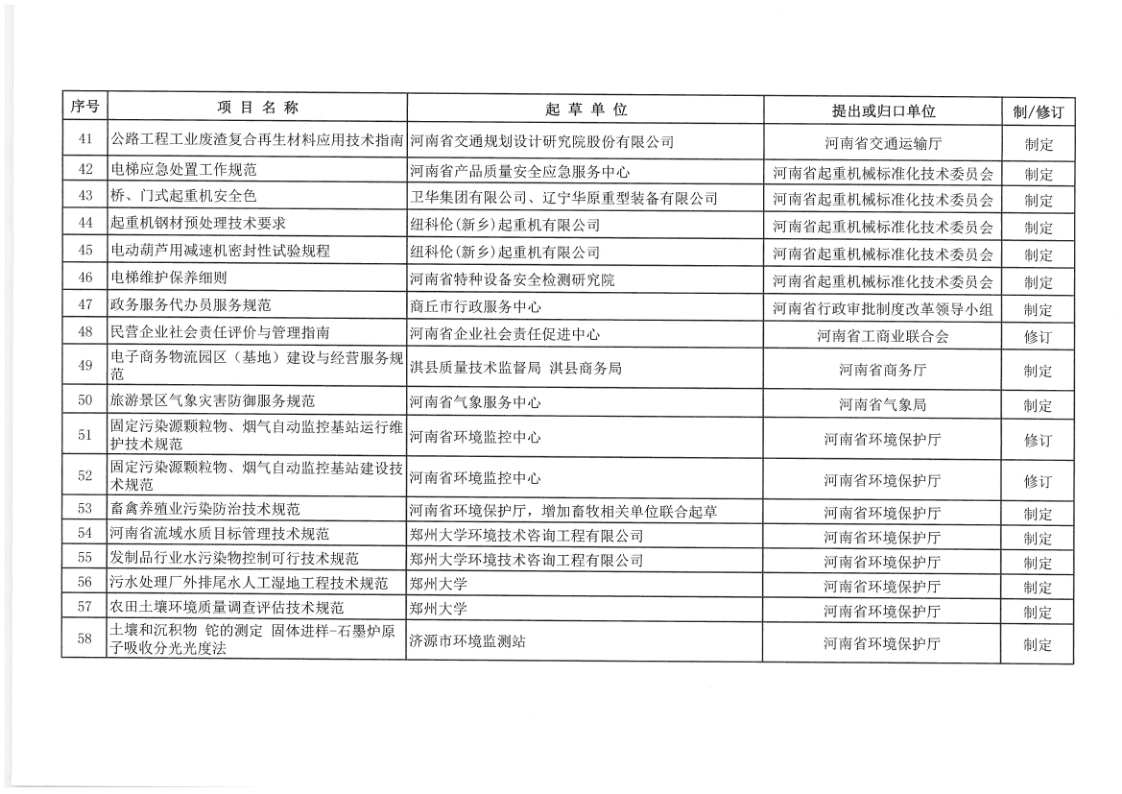 序号 项目名称 起草单位 提出或归口单位 制/修订
41 公路工程工业废渣复合再生材料应用技术指南 河南省交通规划设计研究院股份有限公司 河南省交通运输厅 制定
42 电梯应急处置工作规范 河南省产品质量安全应急服务中心 河南省起重机械标准化技术委员会 制定
43 桥、门式起重机安全色 卫华集团有限公司、辽宁华原重型装备有限公司 河南省起重机械标准化技术委员会 制定
44 起重机钢材预处理技术要求 纽科伦(新乡)起重机有限公司 河南省起重机械标准化技术委员会 制定
45 电动葫芦用减速机密封性试验规程 纽科伦(新乡)起重机有限公司 河南省起重机械标准化技术委员会 制定
46 电梯维护保养细则 河南省特种设备安全检测研究院 河南省起重机械标准化技术委员会 制定
47 政务服务代办员服务规范 商丘市行政服务中心 河南省行政审批制度改革领导小组 制定
48 民营企业社会责任评价与管理指南 河南省企业社会责任促进中心 河南省工商业联合会 修订
49 电子商务物流园区（基地）建设与经营服务规
范 淇县质量技术监督局 淇县商务局 河南省商务厅 制定
50 旅游景区气象灾害防御服务规范 河南省气象服务中心 河南省气象局 制定
51 固定污染源颗粒物、烟气自动监控基站运行维
护技术规范 河南省环境监控中心 河南省环境保护厅 修订
52 固定污染源颗粒物、烟气自动监控基站建设技
术规范 河南省环境监控中心 河南省环境保护厅 修订
53 畜禽养殖业污染防治技术规范 河南省环境保护厅，增加畜牧相关单位联合起草 河南省环境保护厅 制定
54 河南省流域水质目标管理技术规范 郑州大学环境技术咨询工程有限公司 河南省环境保护厅 制定
55 发制品行业水污染物控制可行技术规范 郑州大学环境技术咨询工程有限公司 河南省环境保护厅 制定
56 污水处理厂外排尾水人工湿地工程技术规范 郑州大学 河南省环境保护厅 制定
57 农田土壤环境质量调查评估技术规范 郑州大学 河南省环境保护厅 制定
58 土壤和沉积物 铊的测定 固体进样-石墨炉原
子吸收分光光度法 济源市环境监测站 河南省环境保护厅 制定